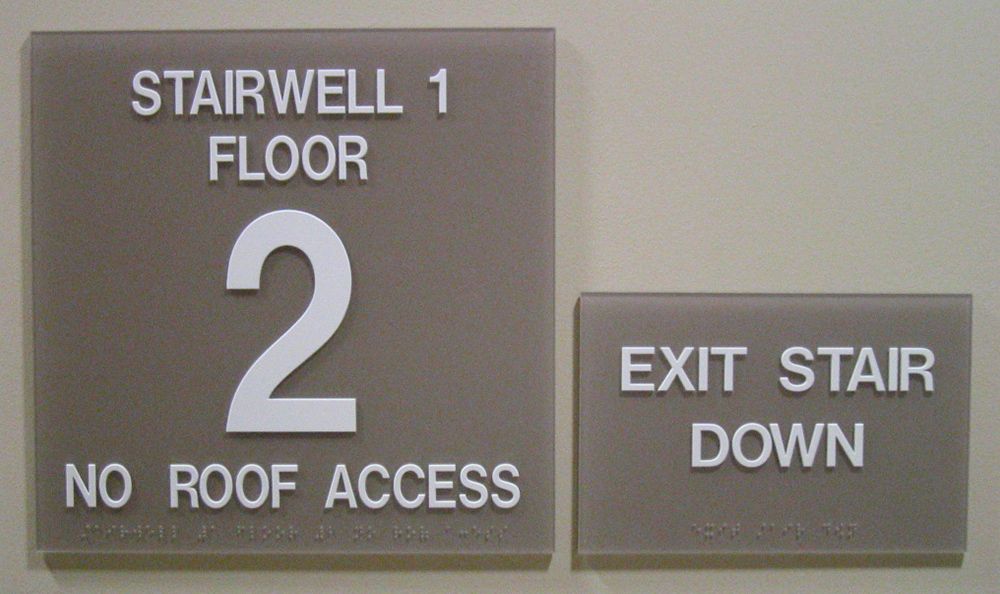 STAIRWELL 1
FLOOR
2
NO ROOF ACCESS
EXIT STAIR
DOWN